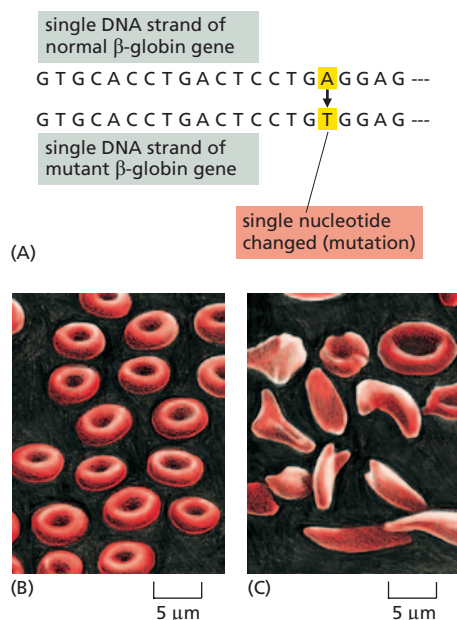 single DNA strand of
normal β-globin gene
G T G C A C C T G A C T C C T G A G G A G ---
G T G C A C C T G A C T C C T G T G G A G ---
single DNA strand of
mutant β-globin gene
single nucleotide
changed (mutation)
(A)
(B)
5 μm
(C)
5 μm